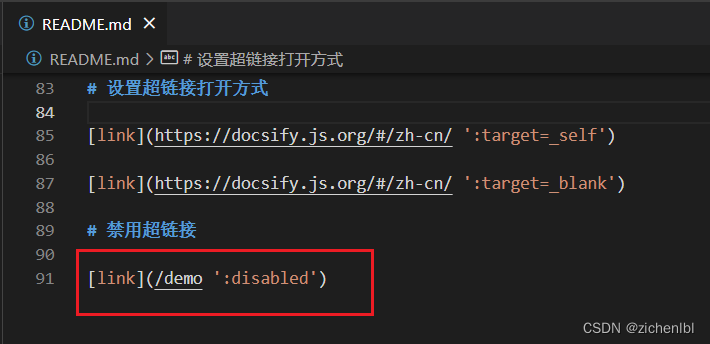 README.md ×
README.md > # 设置超链接打开方式
83 # 设置超链接打开方式
84
85 [link](https://docsify.js.org/#/zh-cn/ ':target=_self')
86
87 [link](https://docsify.js.org/#/zh-cn/ ':target=_blank')
88
89 # 禁用超链接
90
91 [link](/demo ':disabled')
CSDN @zichenlbl